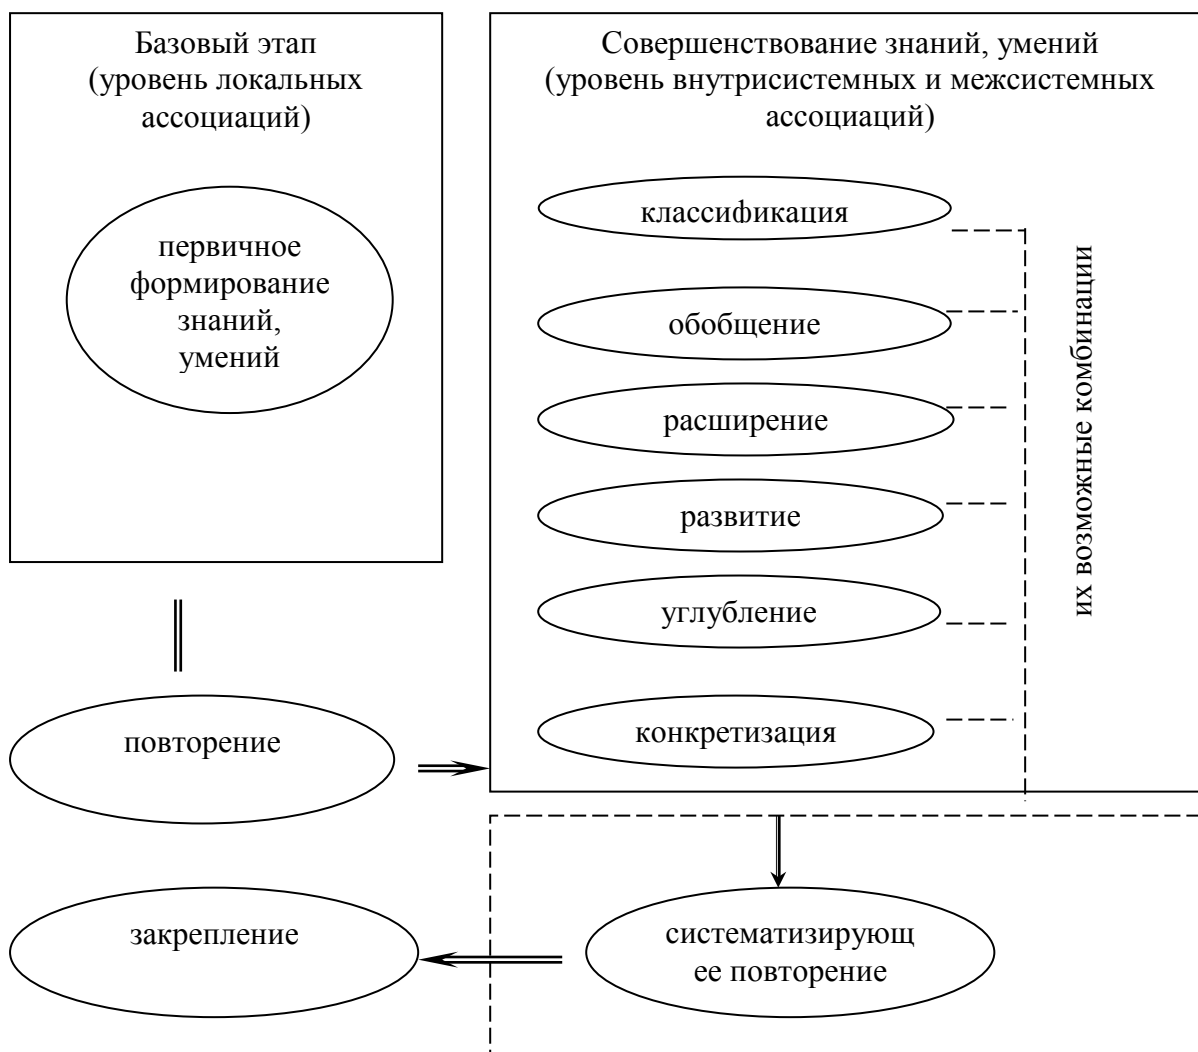 Базовый этап
(уровень локальных
ассоциаций)
первичное
формирование
знаний,
умений
Совершенствование знаний, умений
(уровень внутрисистемных и межсистемных
ассоциаций)
классификация
обобщение
расширение
развитие
углубление
конкретизация
их возможные комбинации
повторение
закрепление
систематизирующ
ее повторение